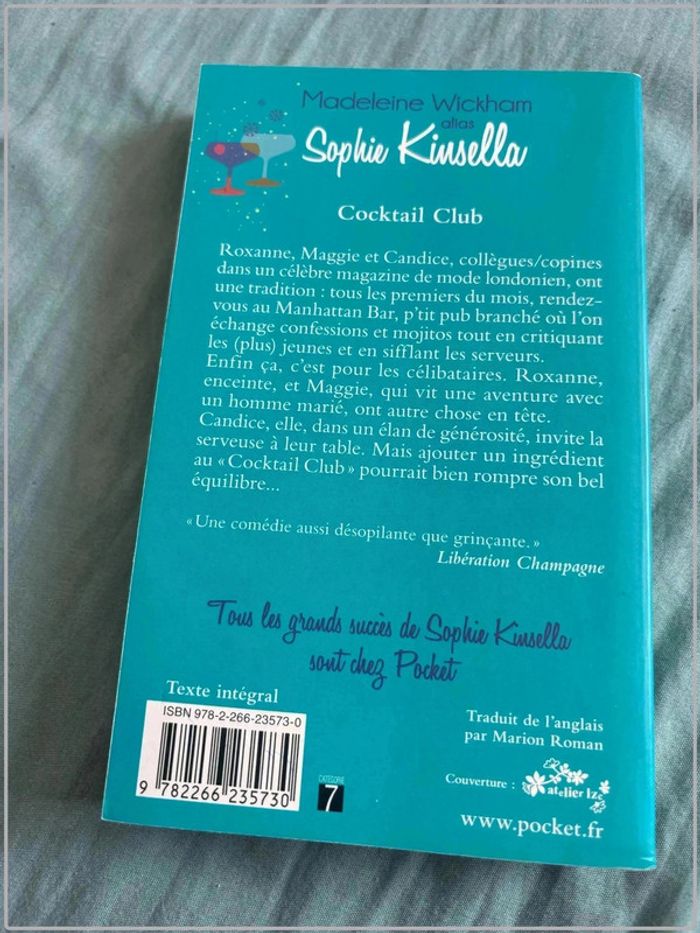 Madeleine Wickham
alias
Sophie Kinsella
Cocktail Club
Roxanne, Maggie et Candice, collègues/copines
dans un célèbre magazine de mode londonien, ont
une tradition : tous les premiers du mois, rendez-
vous au Manhattan Bar, p'tit pub branché où l'on
échange confessions et mojitos tout en critiquant
les (plus) jeunes et en sifflant les serveurs.
Enfin ça, c'est pour les célibataires. Roxanne,
enceinte, et Maggie, qui vit une aventure avec
un homme marié, ont autre chose en tête.
Candice, elle, dans un élan de générosité, invite la
serveuse à leur table. Mais ajouter un ingrédient
au « Cocktail Club » pourrait bien rompre son bel
équilibre...
« Une comédie aussi désopilante que grinçante. »
Libération Champagne
Tous les grands succès de Sophie Kinsella
sont chez Pocket
Texte intégral
ISBN 978-2-266-23573-0
9 782266 235730
CATÉGORIE
7
Traduit de l'anglais
par Marion Roman
Couverture : atelier lzc
www.pocket.fr